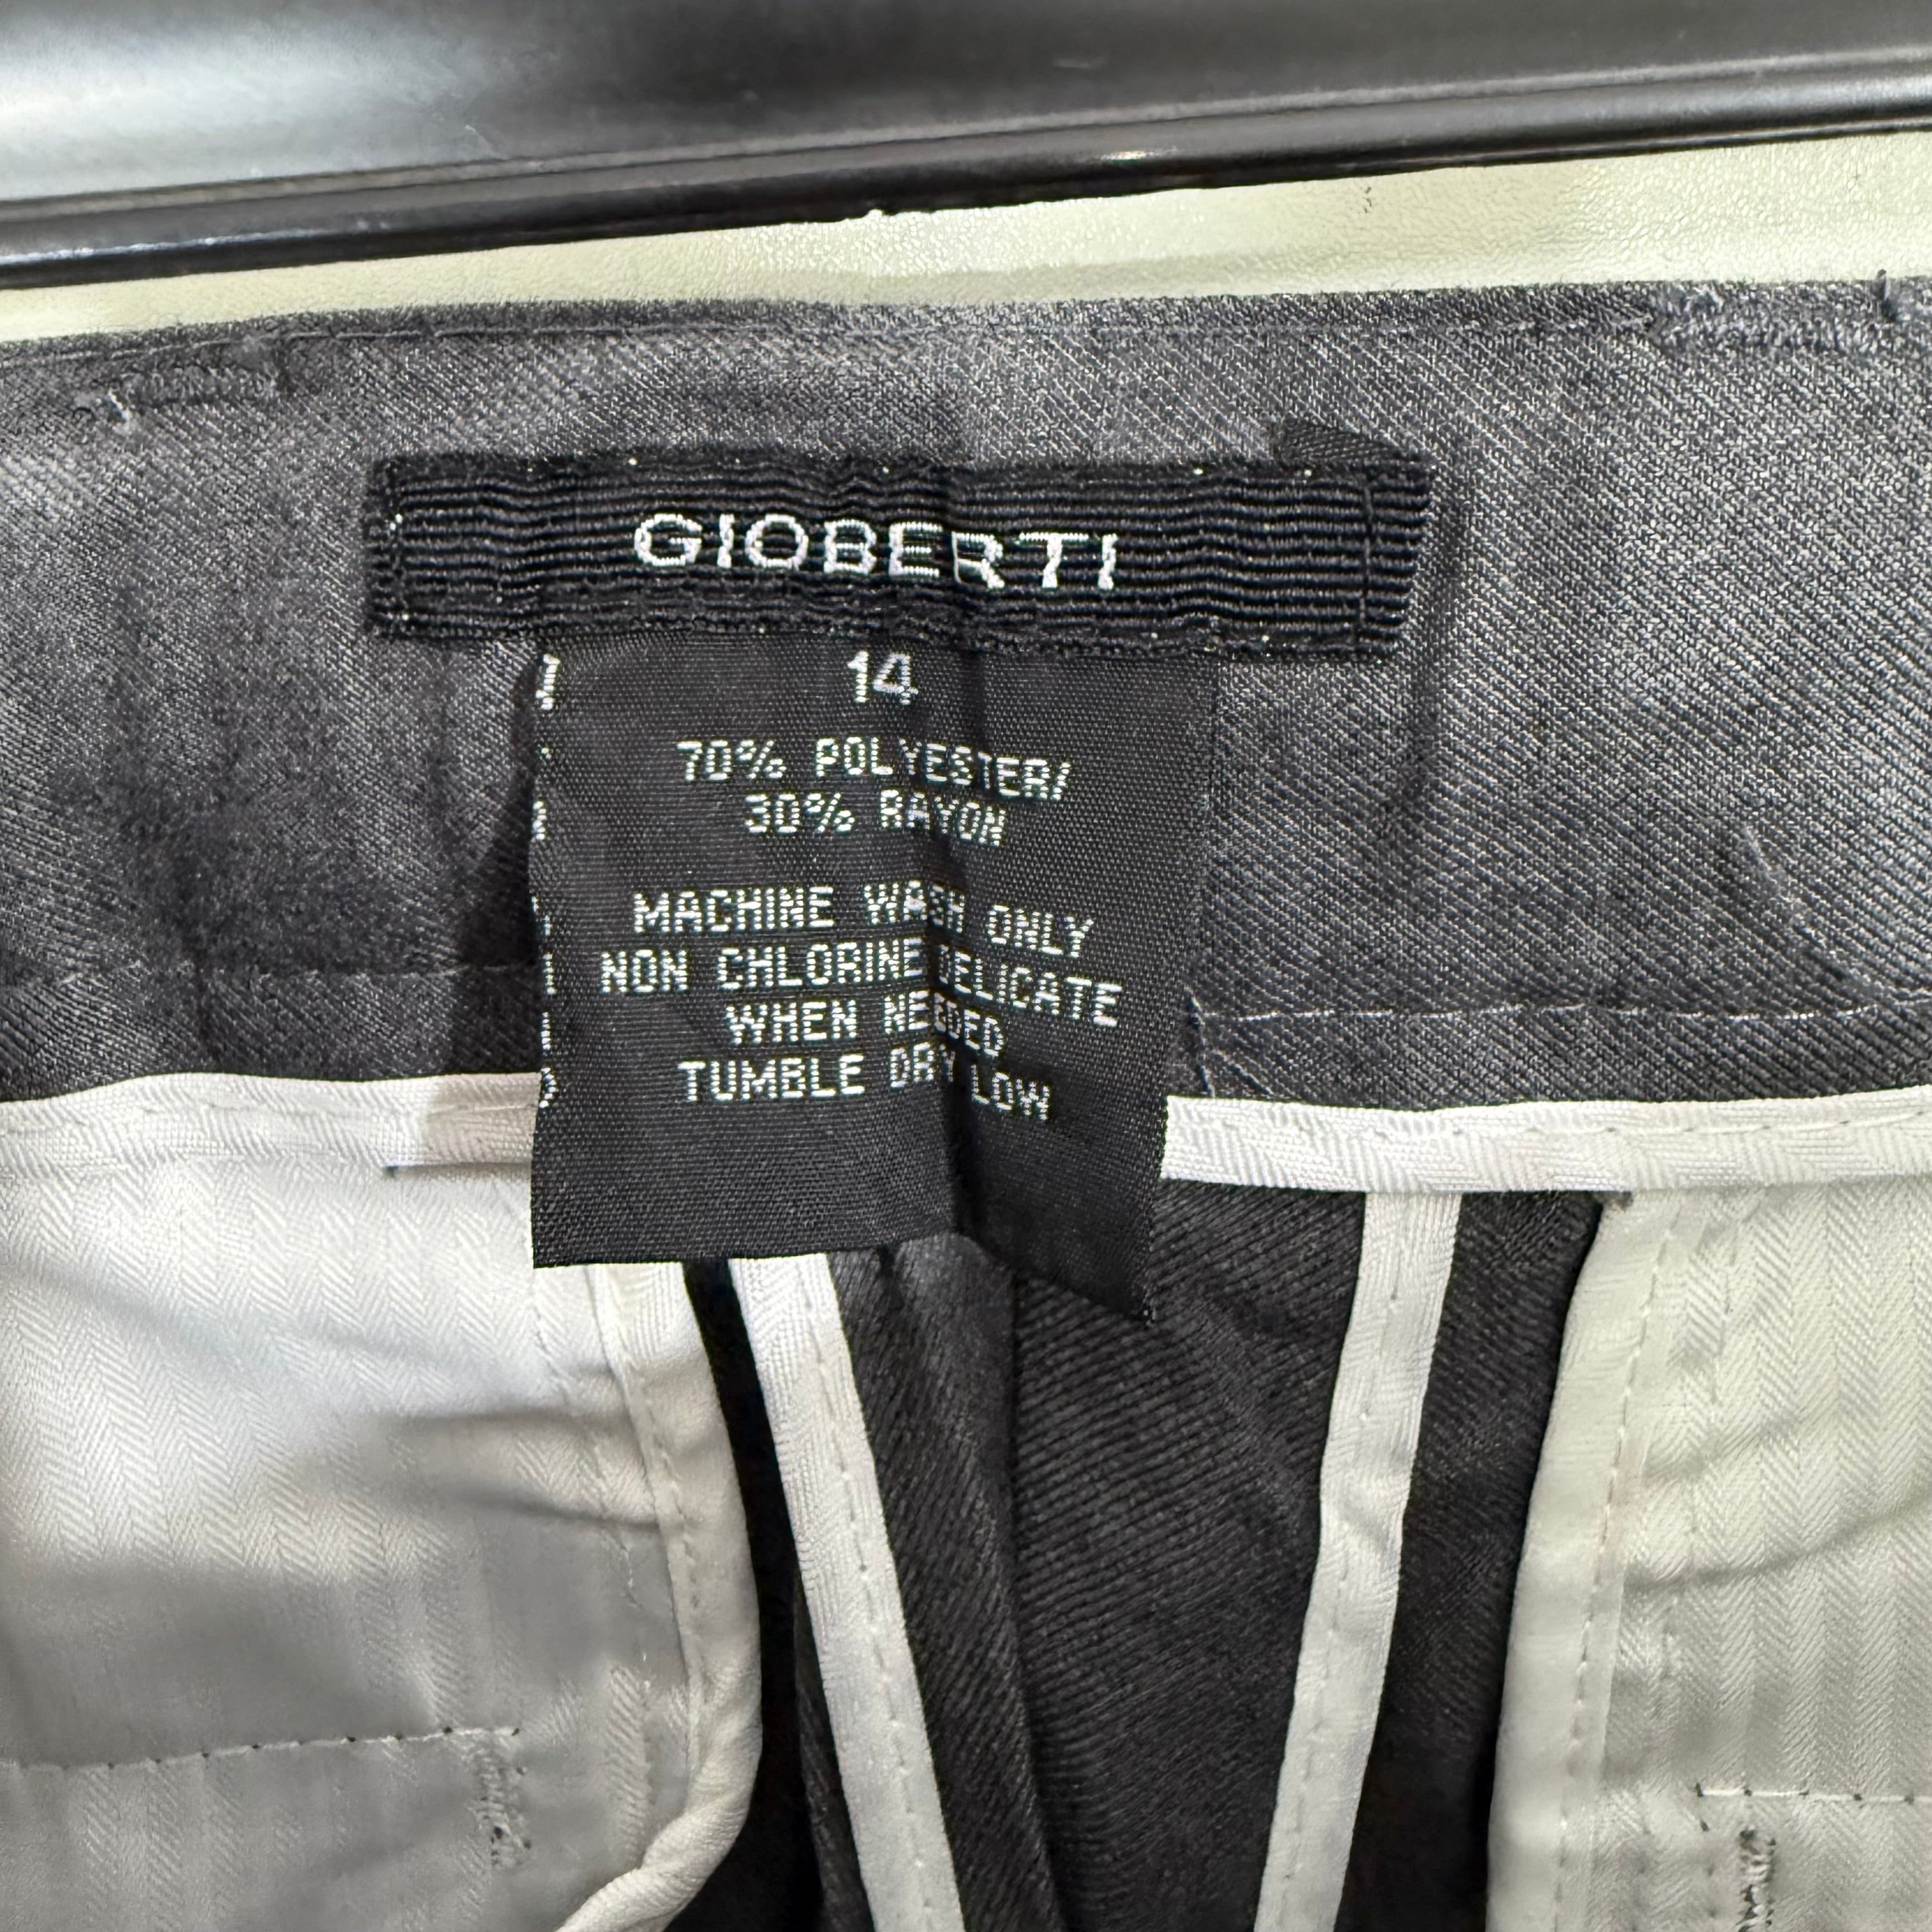 GIOBERTI
14
70% POLYESTER/
30% RAYON
MACHINE WASH ONLY
NON CHLORINE DELICATE
WHEN NEEDED
TUMBLE DRY LOW